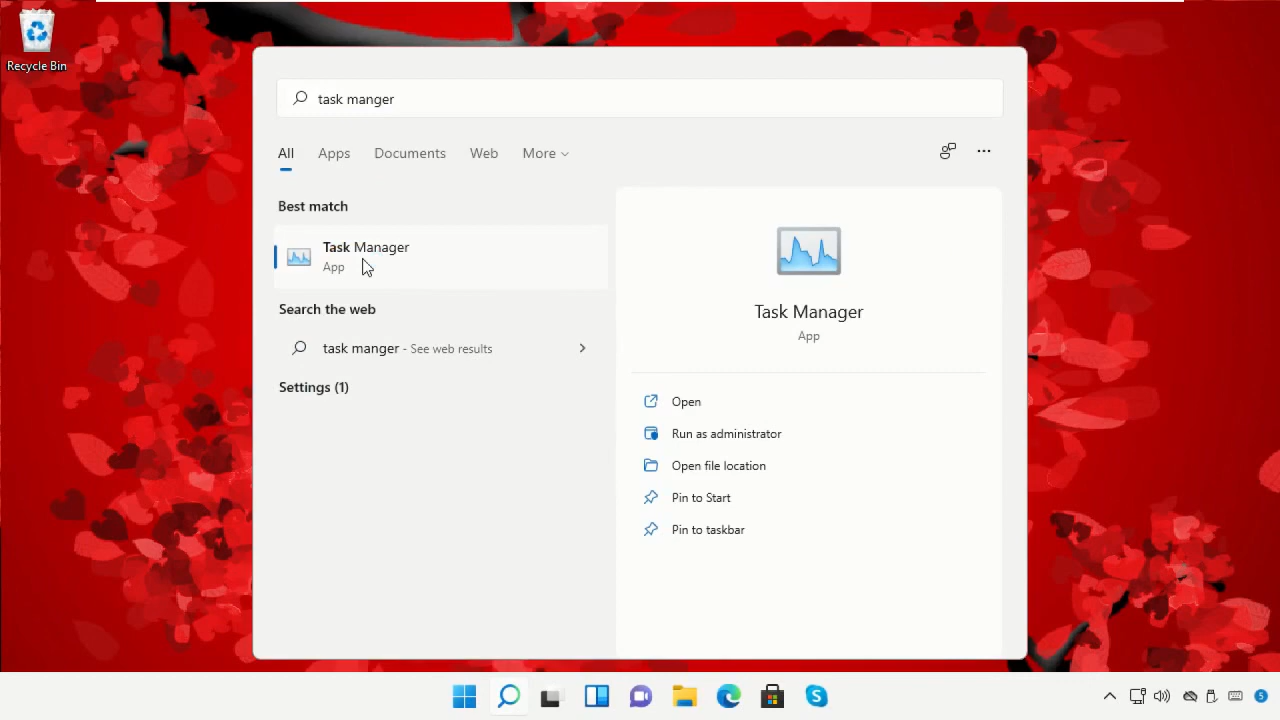 Recycle Bin
task manger
All Apps Documents Web More
Best match
Task Manager
App
Search the web
task manger - See web results
Settings (1)
Task Manager
App
Open
Run as administrator
Open file location
Pin to Start
Pin to taskbar
5